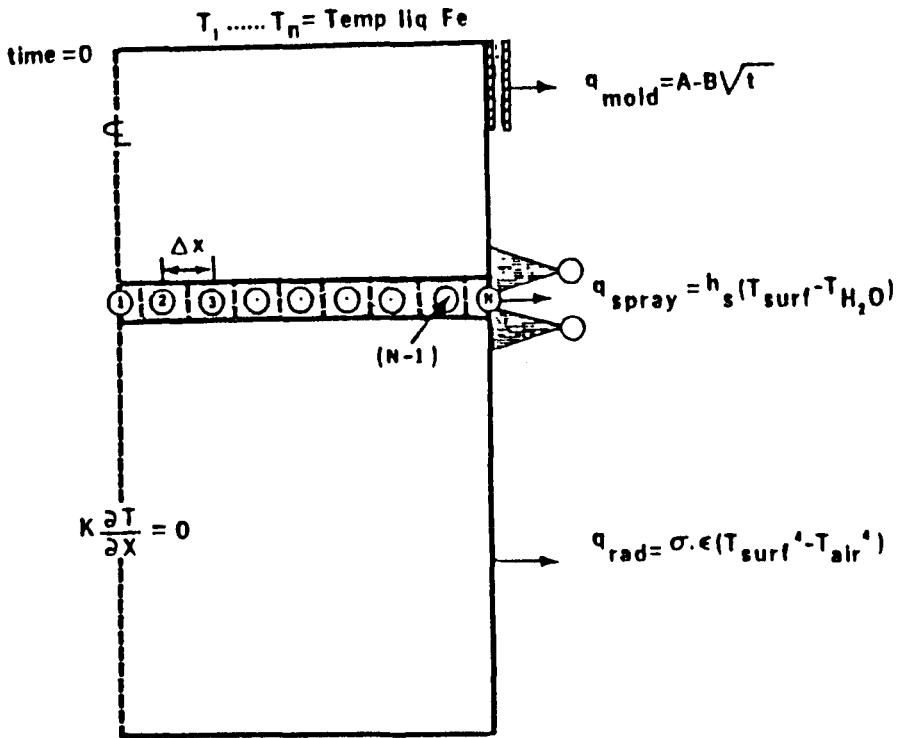 T₁ ...... Tₙ = Temp liq Fe
time = 0
q_mold = A-B√t
℄
Δx
1 2 3 N
q_spray = h_s(T_surf-T_H₂O)
(N-1)
K ∂T/∂X = 0
q_rad = σ.ϵ(T_surf⁴-T_air⁴)